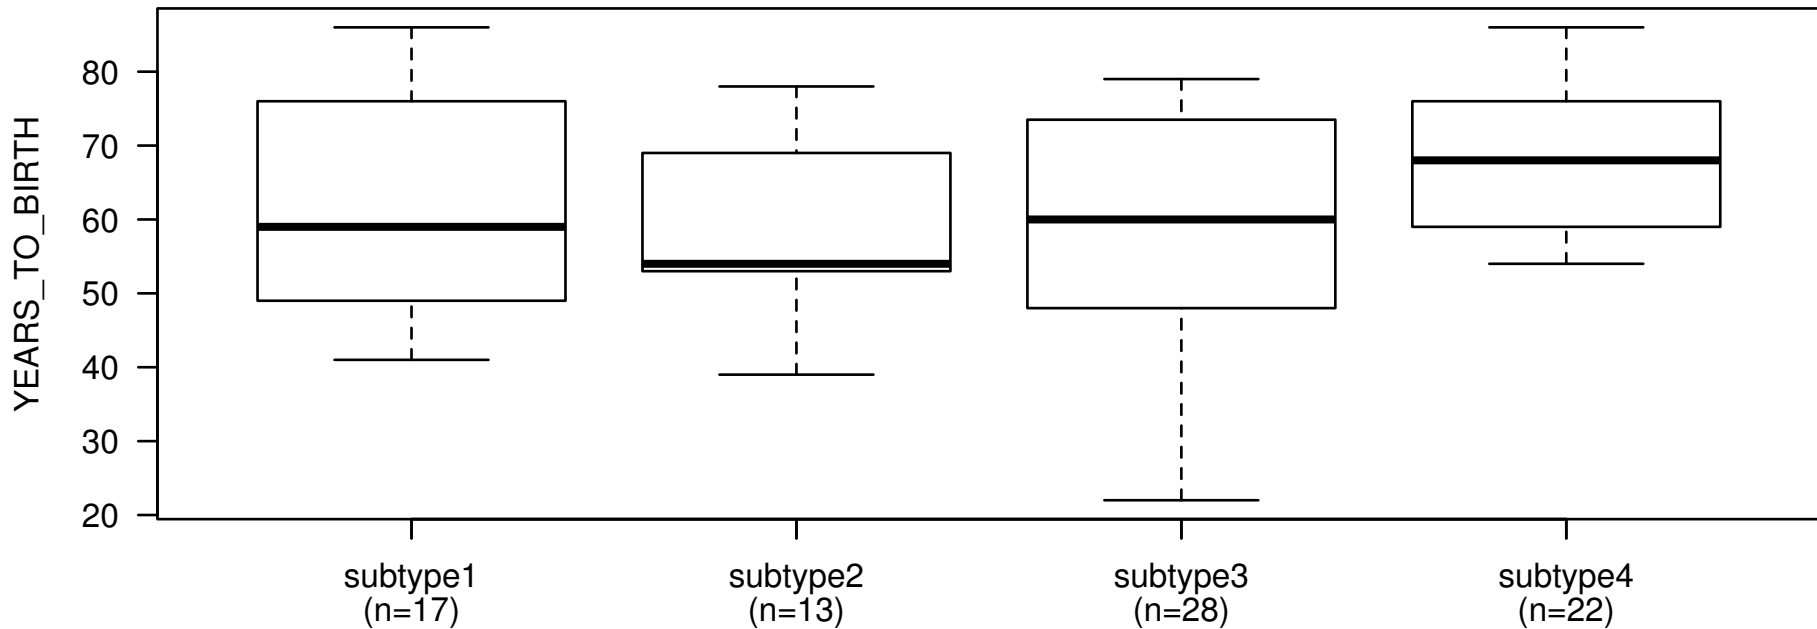 YEARS_TO_BIRTH
80
70
60
50
40
30
20
subtype1 subtype2 subtype3 subtype4
(n=17) (n=13) (n=28) (n=22)